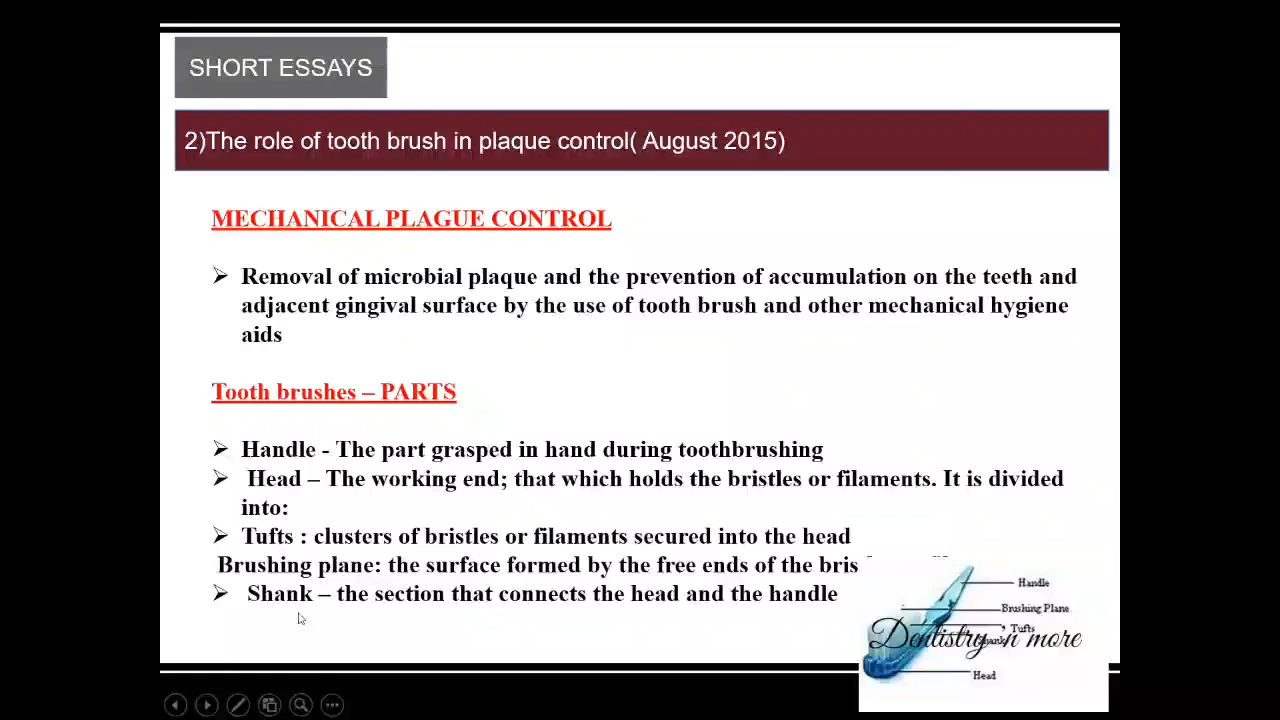 SHORT ESSAYS
2)The role of tooth brush in plaque control( August 2015)
MECHANICAL PLAGUE CONTROL
Removal of microbial plaque and the prevention of accumulation on the teeth and
adjacent gingival surface by the use of tooth brush and other mechanical hygiene
aids
Tooth brushes – PARTS
Handle - The part grasped in hand during toothbrushing
Head – The working end; that which holds the bristles or filaments. It is divided
into:
Tufts : clusters of bristles or filaments secured into the head
Brushing plane: the surface formed by the free ends of the
Shank – the section that connects the head and the handle
Handle
Brushing Plane
Tufts
Dentistry n more
Head